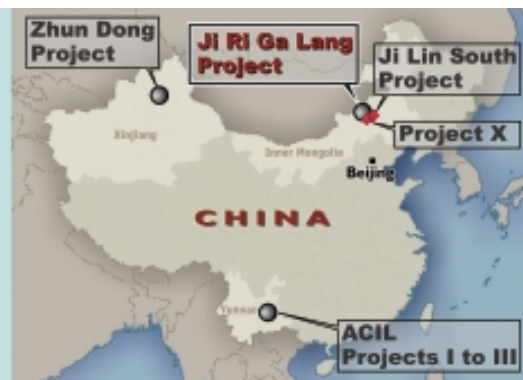 Zhun Dong
Project
Ji Ri Ga Lang
Project
Ji Lin South
Project
Project X
Xinjiang
Inner Mongolia
Beijing
CHINA
Yunnan
ACIL
Projects I to III